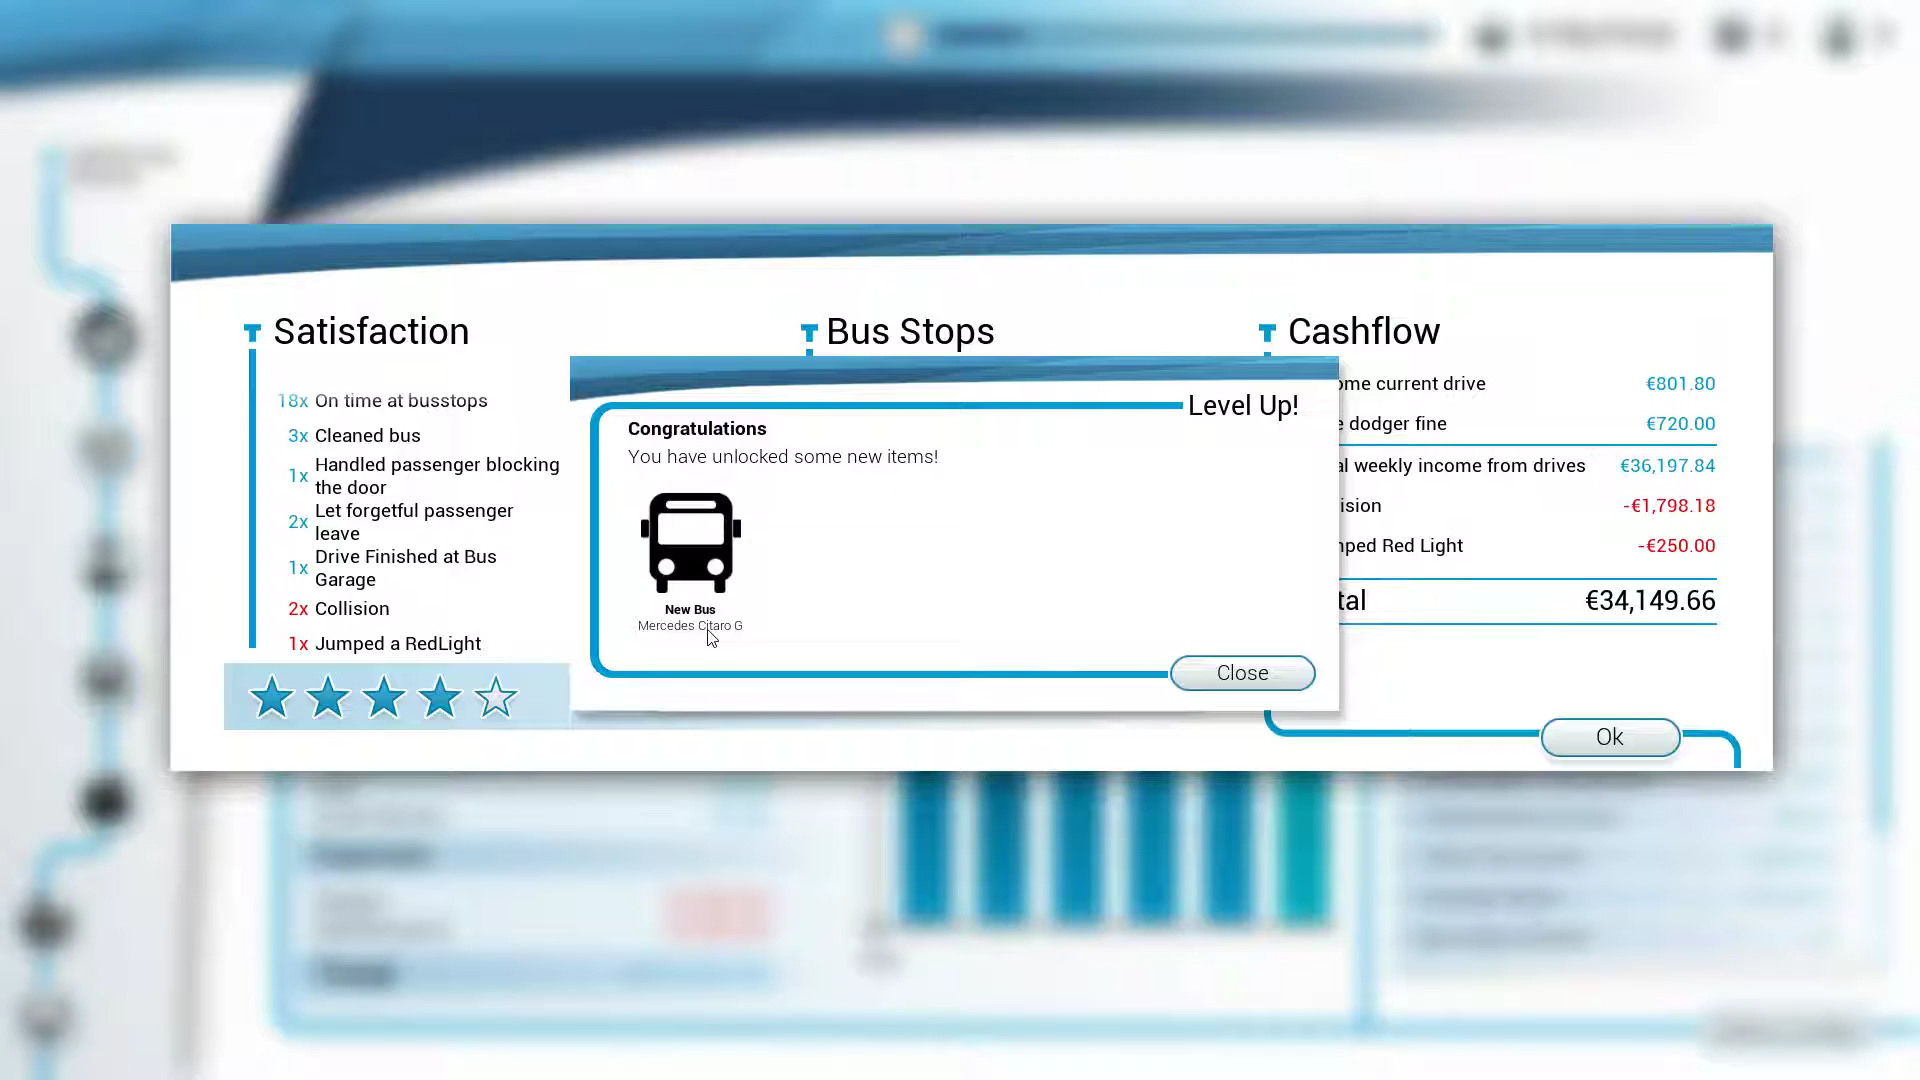 Satisfaction
18x On time at busstops
3x Cleaned bus
1x Handled passenger blocking
the door
2x Let forgetful passenger
leave
1x Drive Finished at Bus
Garage
2x Collision
1x Jumped a RedLight
Bus Stops
Level Up!
Congratulations
You have unlocked some new items!
New Bus
Mercedes Citaro G
Close
Cashflow
ome current drive €801.80
e dodger fine €720.00
al weekly income from drives €36,197.84
ision -€1,798.18
nped Red Light -€250.00
tal €34,149.66
Ok